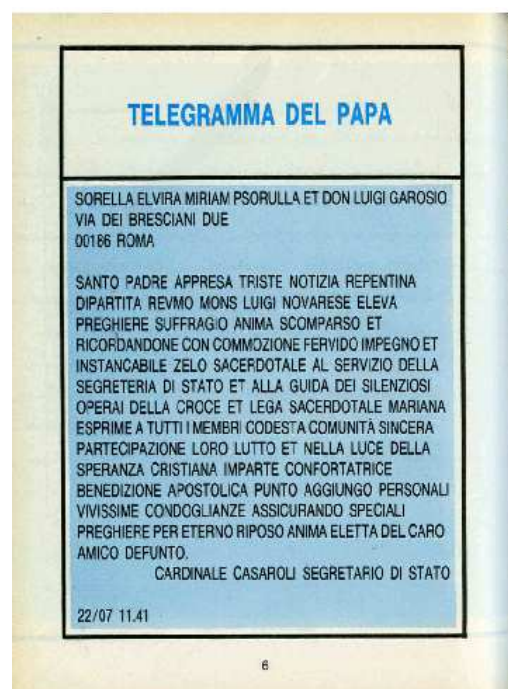 TELEGRAMMA DEL PAPA
SORELLA ELVIRA MIRIAM PSORULLA ET DON LUIGI GAROSIO
VIA DEI BRESCIANI DUE
00186 ROMA
SANTO PADRE APPRESA TRISTE NOTIZIA REPENTINA
DIPARTITA REVMO MONS LUIGI NOVARESE ELEVA
PREGHIERE SUFFRAGIO ANIMA SCOMPARSO ET
RICORDANDONE CON COMMOZIONE FERVIDO IMPEGNO ET
INSTANCABILE ZELO SACERDOTALE AL SERVIZIO DELLA
SEGRETERIA DI STATO ET ALLA GUIDA DEI SILENZIOSI
OPERAI DELLA CROCE ET LEGA SACERDOTALE MARIANA
ESPRIME A TUTTI I MEMBRI CODESTA COMUNITÀ SINCERA
PARTECIPAZIONE LORO LUTTO ET NELLA LUCE DELLA
SPERANZA CRISTIANA IMPARTE CONFORTATRICE
BENEDIZIONE APOSTOLICA PUNTO AGGIUNGO PERSONALI
VIVISSIME CONDOGLIANZE ASSICURANDO SPECIALI
PREGHIERE PER ETERNO RIPOSO ANIMA ELETTA DEL CARO
AMICO DEFUNTO.
CARDINALE CASAROLI SEGRETARIO DI STATO
22/07 11.41
6